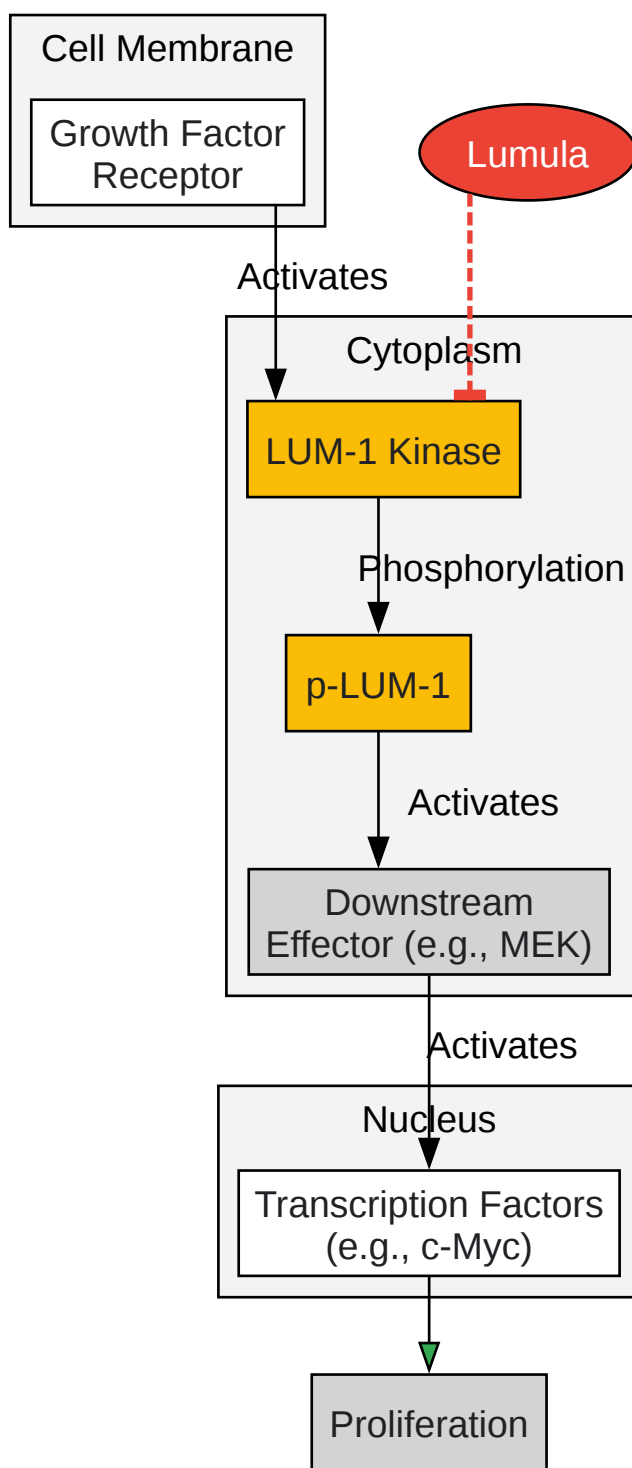 Cell Membrane
Growth Factor
Receptor
Lumula
Activates
Cytoplasm
LUM-1 Kinase
Phosphorylation
p-LUM-1
Activates
Downstream
Effector (e.g., MEK)
Activates
Nucleus
Transcription Factors
(e.g., c-Myc)
Proliferation